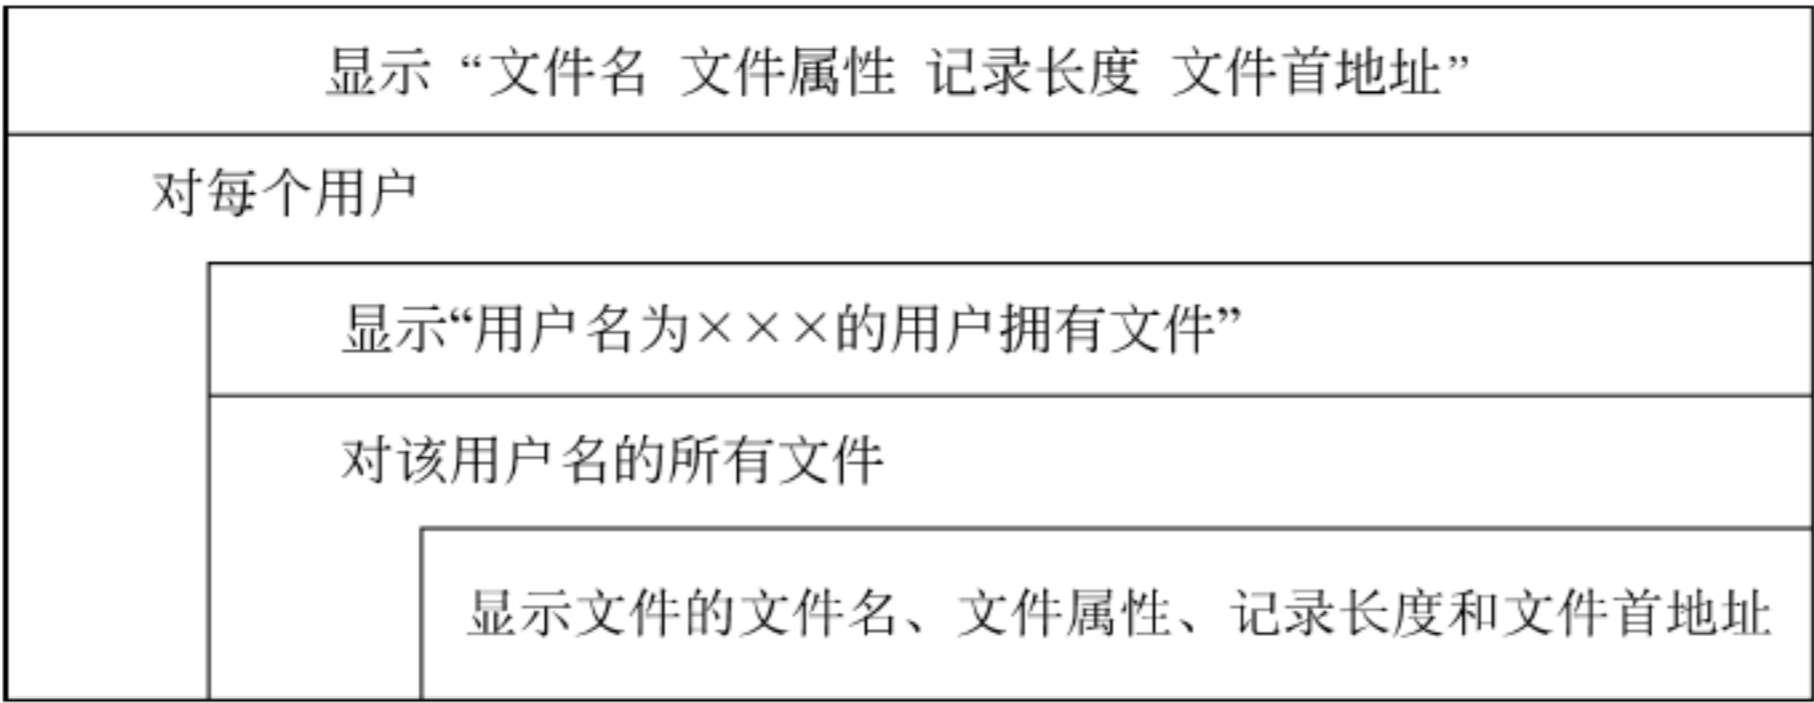 显示 “文件名 文件属性 记录长度 文件首地址”
对每个用户
显示“用户名为×××的用户拥有文件”
对该用户名的所有文件
显示文件的文件名、文件属性、记录长度和文件首地址